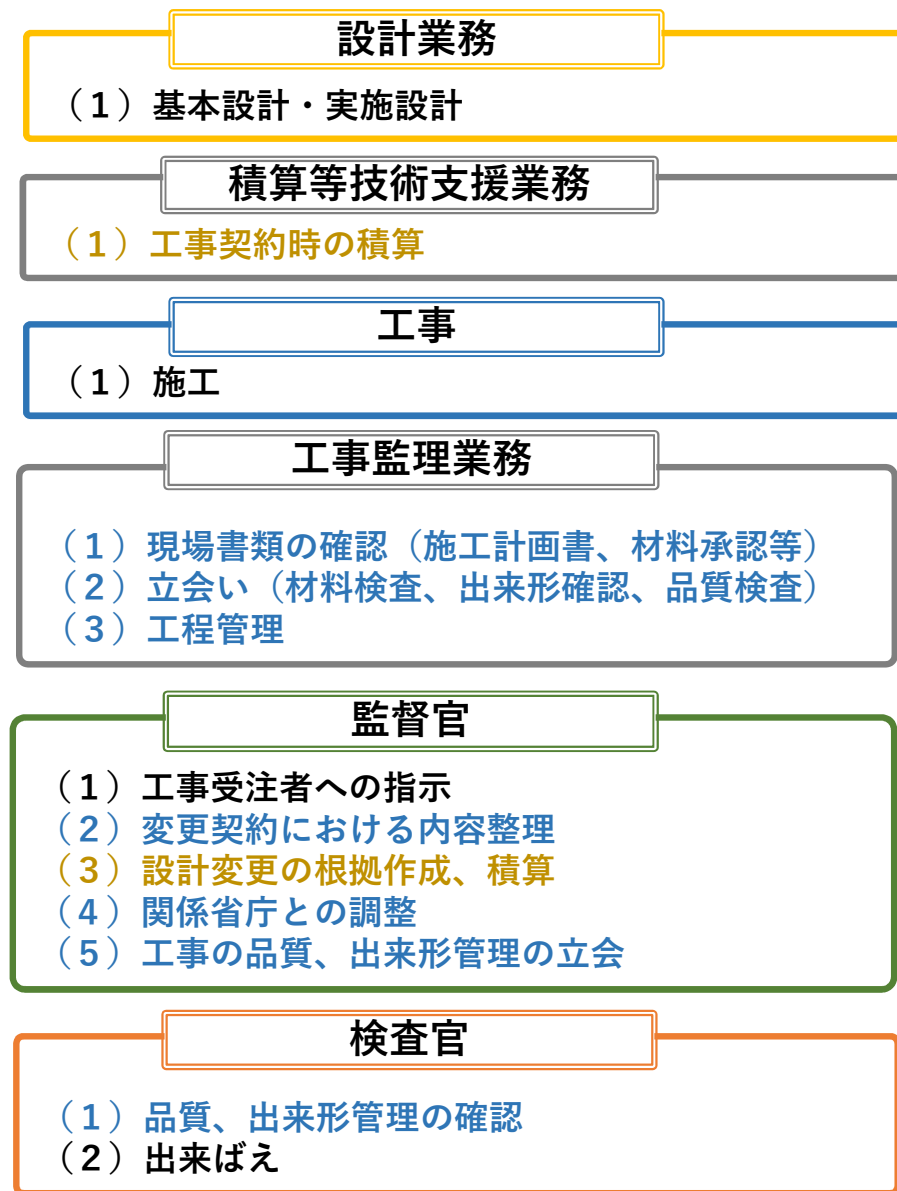 設計業務
（１）基本設計・実施設計
積算等技術支援業務
（１）工事契約時の積算
工事
（１）施工
工事監理業務
（１）現場書類の確認（施工計画書、材料承認等）
（２）立会い（材料検査、出来形確認、品質検査）
（３）工程管理
監督官
（１）工事受注者への指示
（２）変更契約における内容整理
（３）設計変更の根拠作成、積算
（４）関係省庁との調整
（５）工事の品質、出来形管理の立会
検査官
（１）品質、出来形管理の確認
（２）出来ばえ